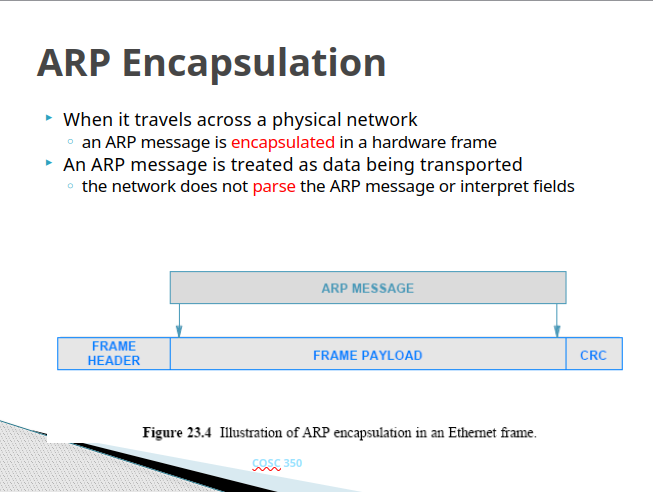 ARP Encapsulation
When it travels across a physical network
an ARP message is encapsulated in a hardware frame
An ARP message is treated as data being transported
the network does not parse the ARP message or interpret fields
ARP MESSAGE
FRAME HEADER
FRAME PAYLOAD
CRC
Figure 23.4 Illustration of ARP encapsulation in an Ethernet frame.
COSC 350